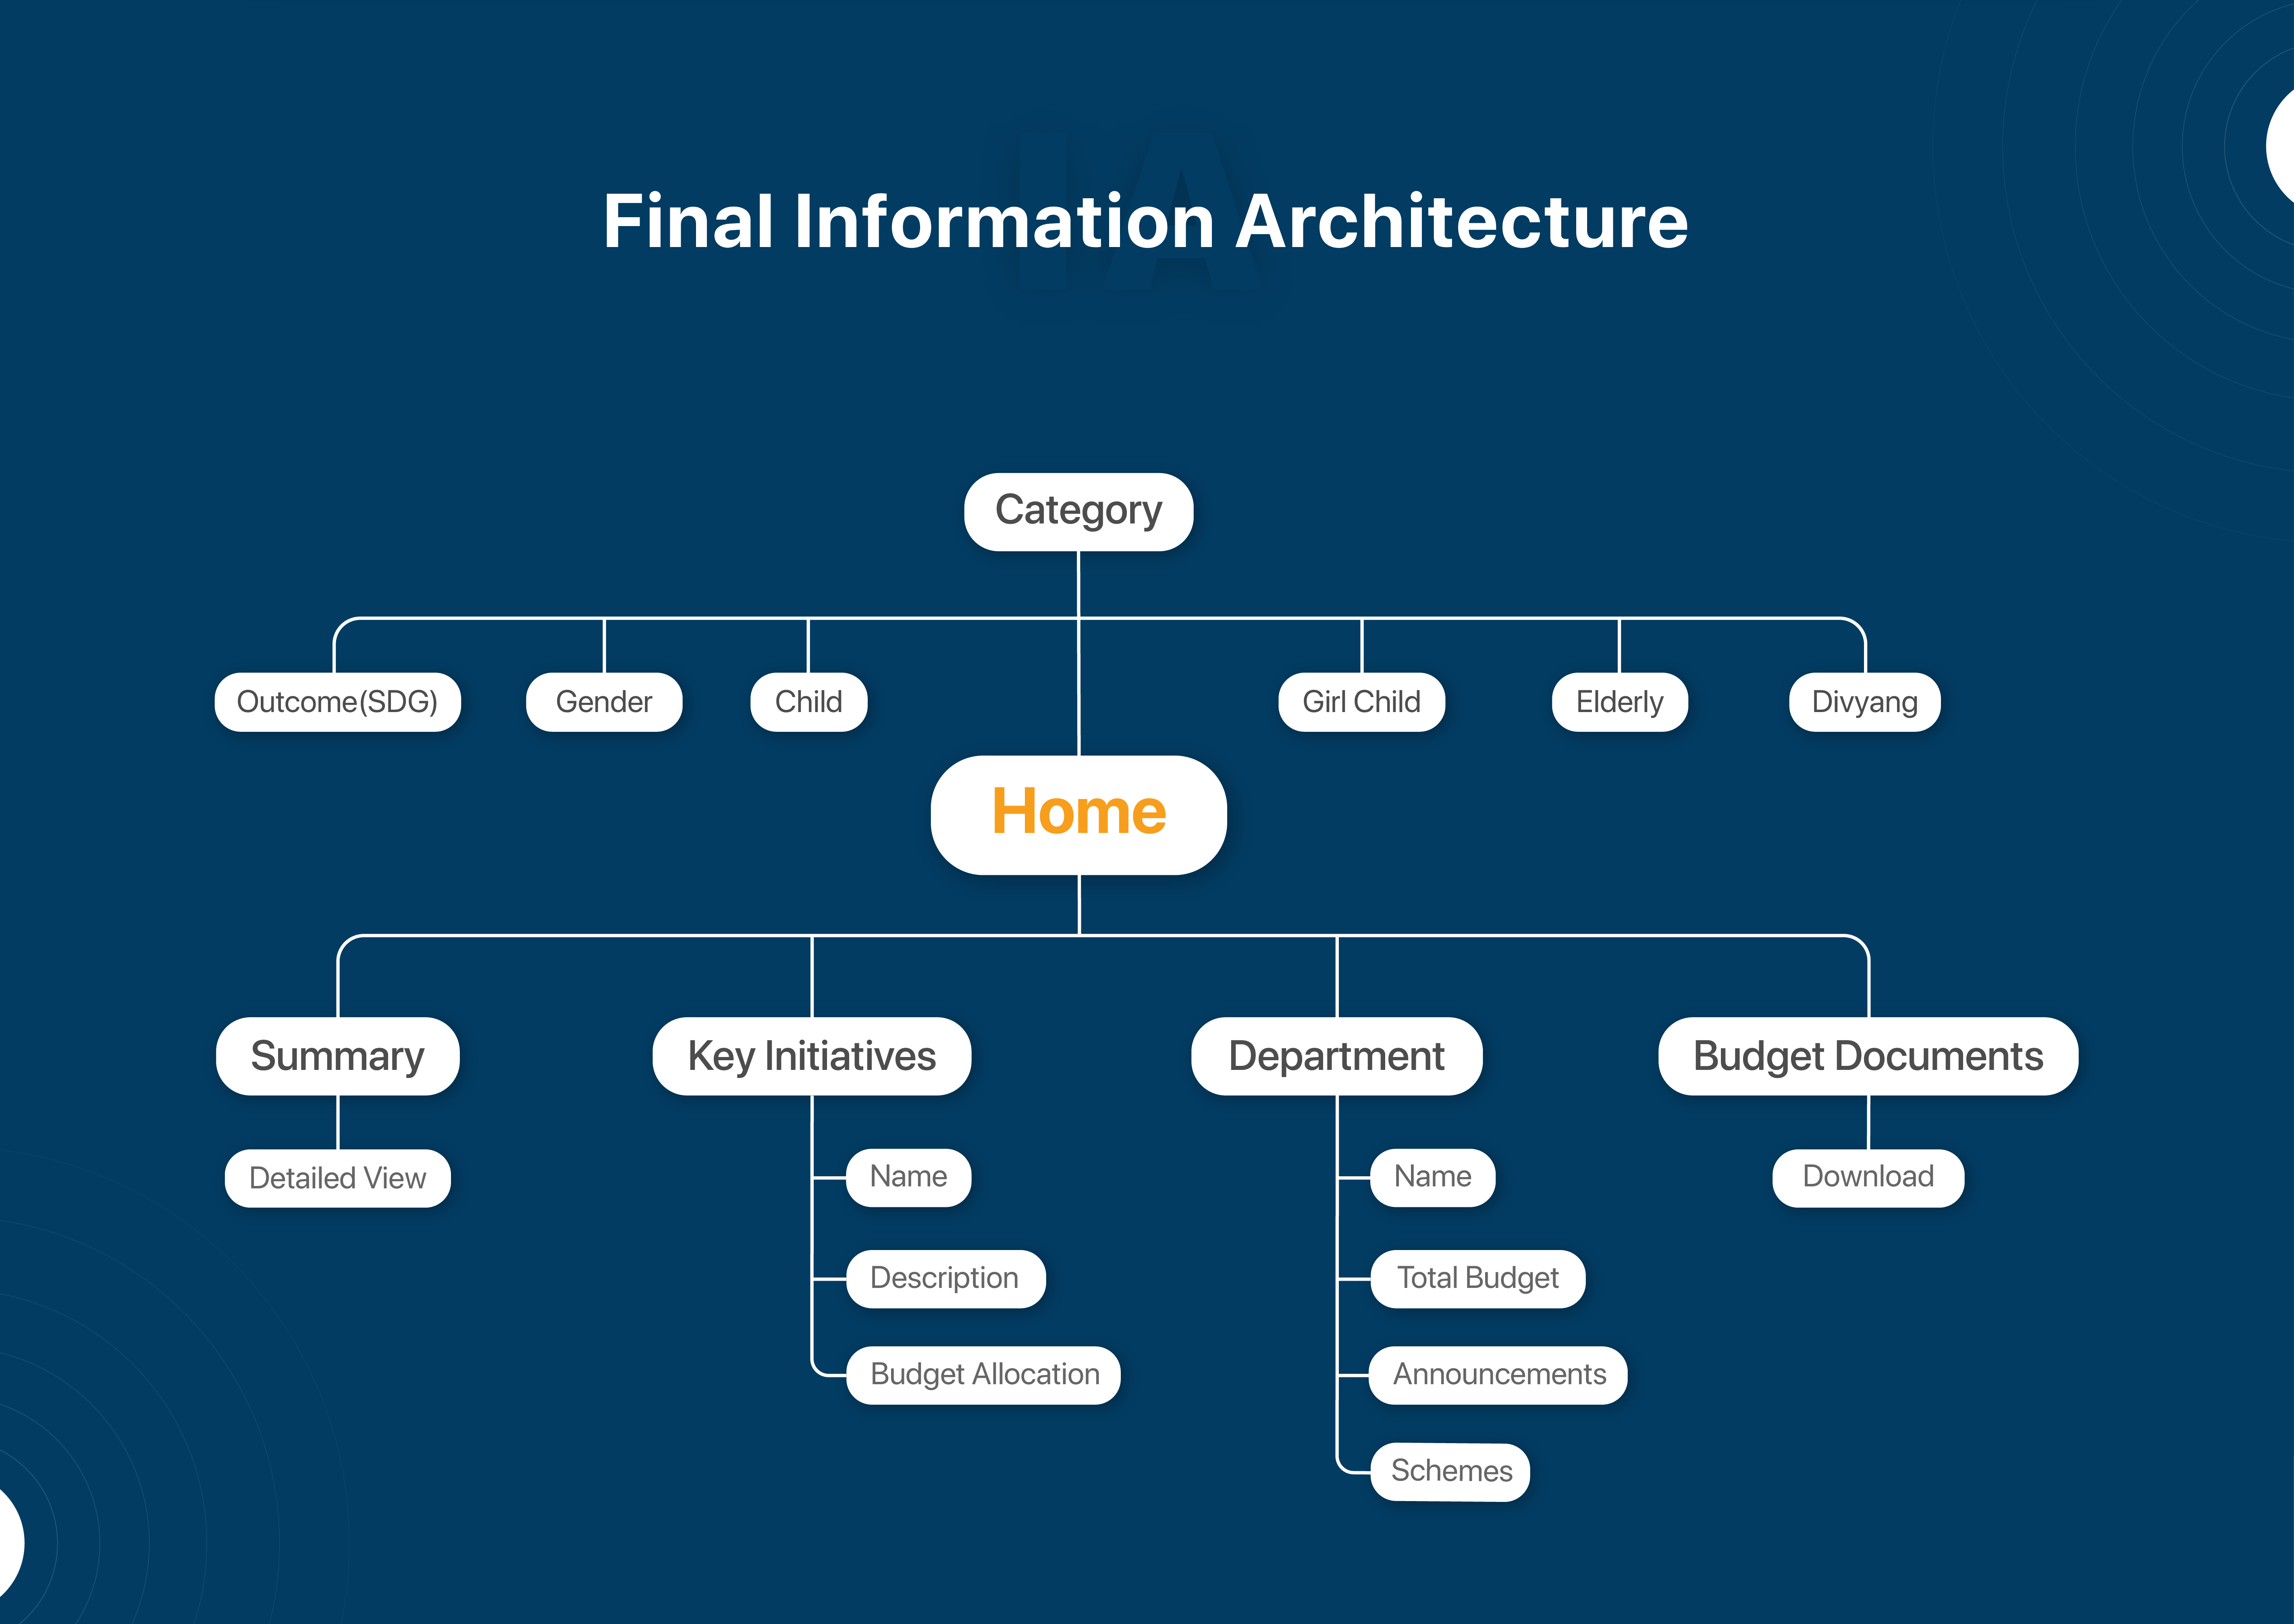 IA
Final Information Architecture
Category
Outcome(SDG)
Gender
Child
Girl Child
Elderly
Divyang
Home
Summary
Key Initiatives
Department
Budget Documents
Detailed View
Name
Name
Download
Description
Total Budget
Budget Allocation
Announcements
Schemes